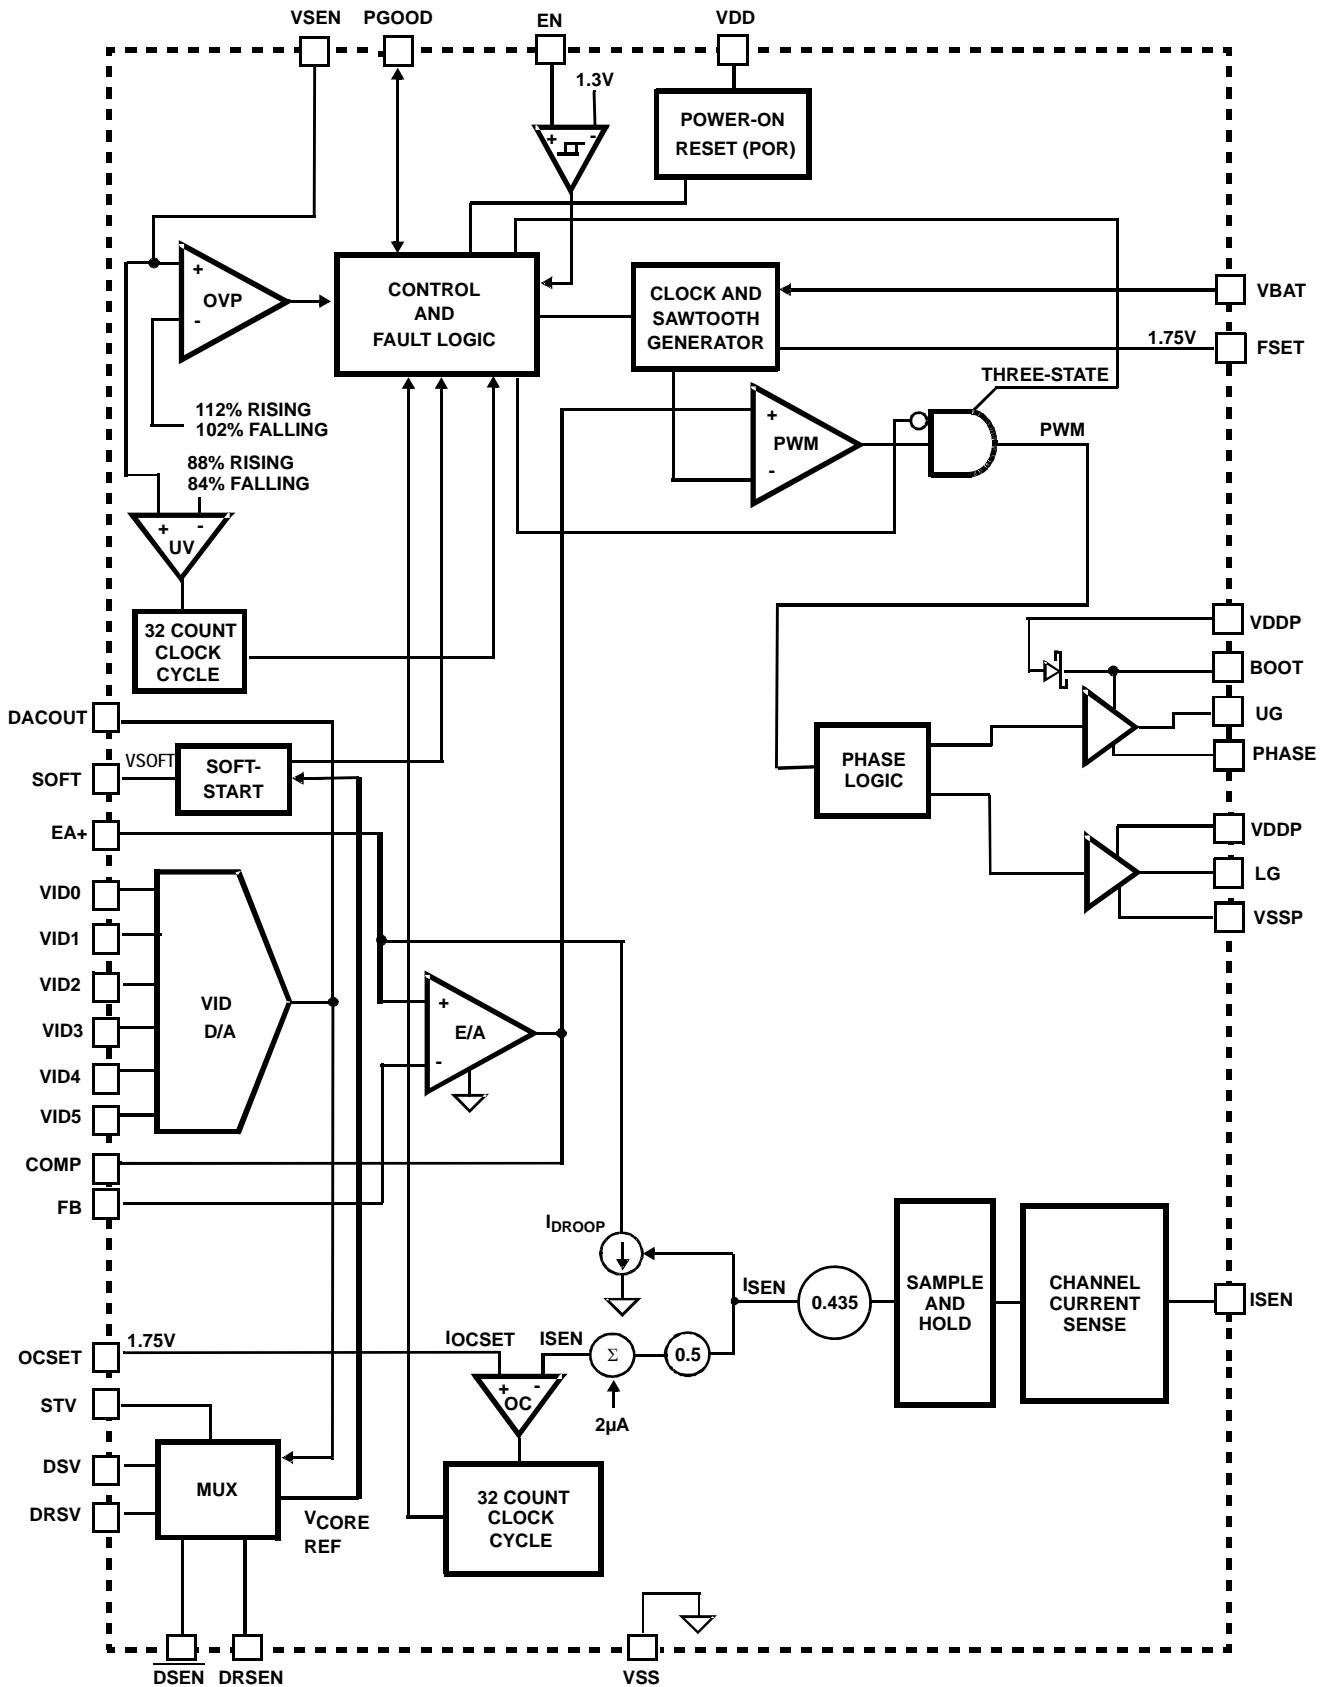 VSEN PGOOD EN VDD
1.3V
POWER-ON
RESET (POR)
+ -
+
OVP
-
CONTROL
AND
FAULT LOGIC
CLOCK AND
SAWTOOTH
GENERATOR
VBAT
1.75V FSET
THREE-STATE
112% RISING
102% FALLING
+
PWM
-
PWM
88% RISING
84% FALLING
+ -
UV
32 COUNT
CLOCK
CYCLE
VDDP
BOOT
UG
PHASE
PHASE
LOGIC
VDDP
LG
VSSP
DACOUT
SOFT
VSOFT
SOFT-
START
EA+
VID0
VID1
VID2
VID3
VID4
VID5
VID
D/A
+
E/A
-
COMP
FB
IDROOP
ISEN
0.435
SAMPLE
AND
HOLD
CHANNEL
CURRENT
SENSE
ISEN
OCSET
1.75V
IOCSET
ISEN
Σ
0.5
2µA
+ -
OC
32 COUNT
CLOCK
CYCLE
STV
DSV
DRSV
MUX
VCORE
REF
DSEN DRSEN
VSS